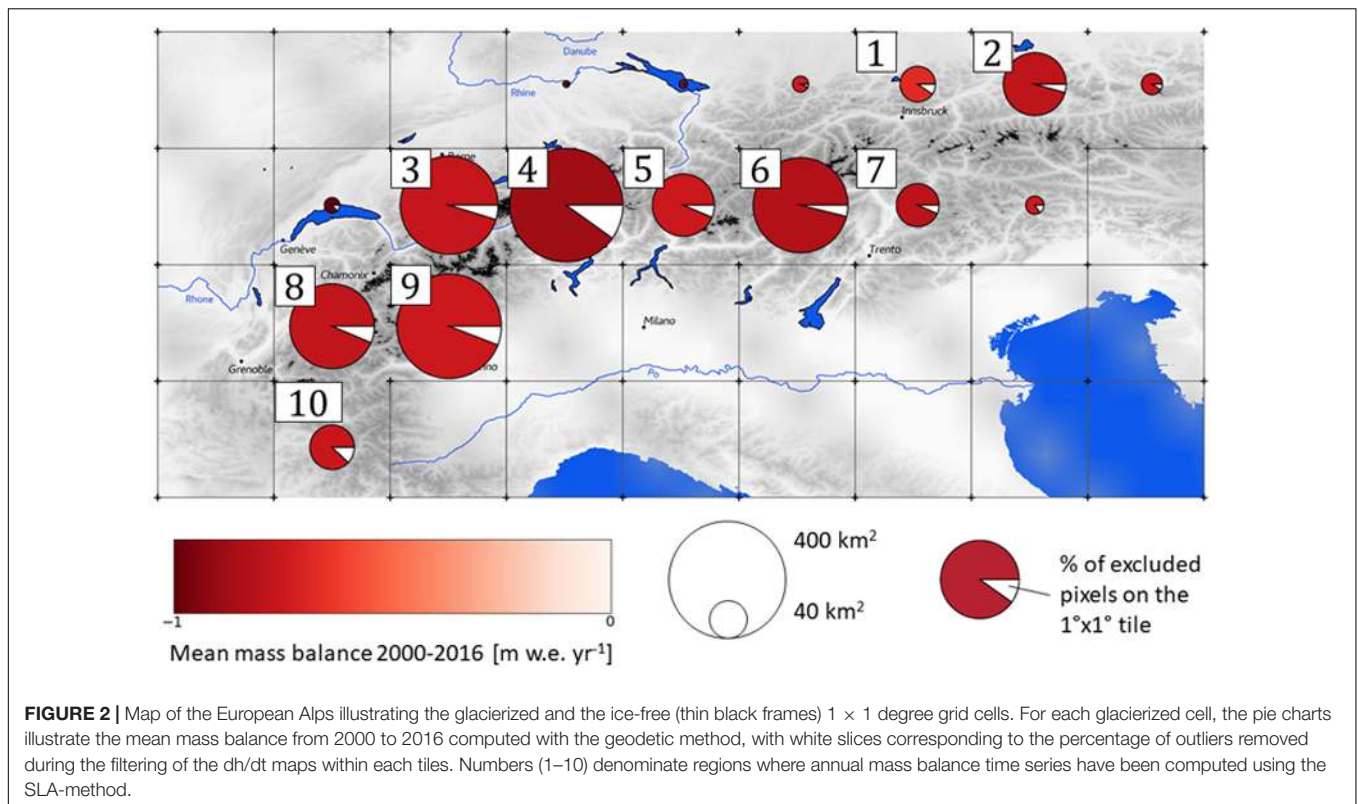 Danube
Rhine
1
2
Innsbruck
3
4
5
6
7
Genève
Trento
Chamonix
Rhone
8
9
Milano
Grenoble
Po
10
400 km²
40 km²
% of excluded
pixels on the
1°x1° tile
−1
0
Mean mass balance 2000-2016 [m w.e. yr⁻¹]
FIGURE 2 | Map of the European Alps illustrating the glacierized and the ice-free (thin black frames) 1 × 1 degree grid cells. For each glacierized cell, the pie charts
illustrate the mean mass balance from 2000 to 2016 computed with the geodetic method, with white slices corresponding to the percentage of outliers removed
during the filtering of the dh/dt maps within each tiles. Numbers (1–10) denominate regions where annual mass balance time series have been computed using the
SLA-method.